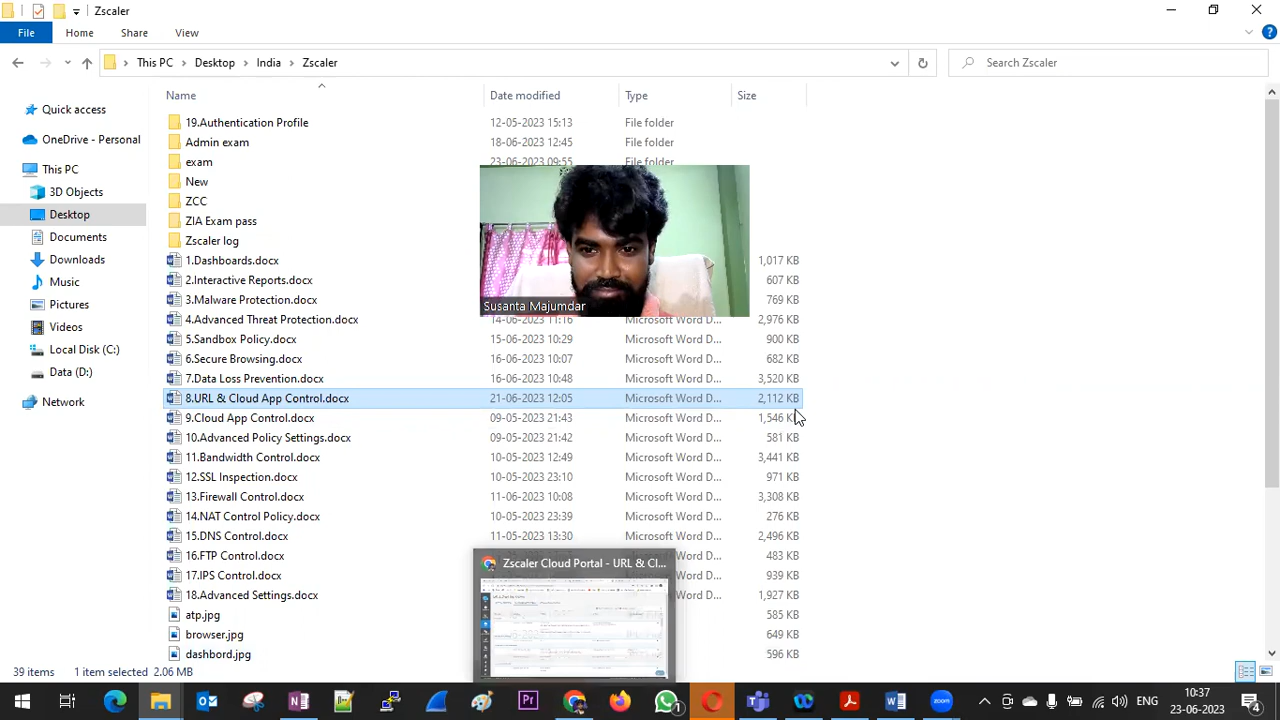 Zscaler
File Home Share View
This PC Desktop India Zscaler Search Zscaler
Name Date modified Type Size
Quick access
OneDrive - Personal
This PC
3D Objects
Desktop
Documents
Downloads
Music
Pictures
Videos
Local Disk (C:)
Data (D:)
Network
19.Authentication Profile 12-05-2023 15:13 File folder
Admin exam 18-06-2023 12:45 File folder
exam 23-06-2023 09:55 File folder
New
ZCC
ZIA Exam pass
Zscaler log
1.Dashboards.docx 1,017 KB
2.Interactive Reports.docx 607 KB
3.Malware Protection.docx 769 KB
Susanta Majumdar
4.Advanced Threat Protection.docx 14-06-2023 11:16 Microsoft Word D... 2,976 KB
5.Sandbox Policy.docx 15-06-2023 10:29 Microsoft Word D... 900 KB
6.Secure Browsing.docx 16-06-2023 10:07 Microsoft Word D... 682 KB
7.Data Loss Prevention.docx 16-06-2023 10:48 Microsoft Word D... 3,520 KB
8.URL & Cloud App Control.docx 21-06-2023 12:05 Microsoft Word D... 2,112 KB
9.Cloud App Control.docx 09-05-2023 21:43 Microsoft Word D... 1,546 KB
10.Advanced Policy Settings.docx 09-05-2023 21:42 Microsoft Word D... 581 KB
11.Bandwidth Control.docx 10-05-2023 12:49 Microsoft Word D... 3,441 KB
12.SSL Inspection.docx 10-05-2023 23:10 Microsoft Word D... 971 KB
13.Firewall Control.docx 11-06-2023 10:08 Microsoft Word D... 3,308 KB
14.NAT Control Policy.docx 10-05-2023 23:39 Microsoft Word D... 276 KB
15.DNS Control.docx 11-05-2023 13:30 Microsoft Word D... 2,496 KB
16.FTP Control.docx 483 KB
Zscaler Cloud Portal - URL & Cl...
17.IPS Control.docx 939 KB
18.Advanced 1,927 KB
585 KB
browser.jpg 649 KB
dashbord.jpg 596 KB
39 items 1 item selected 2.06 MB
ENG
10:37
23-06-2023